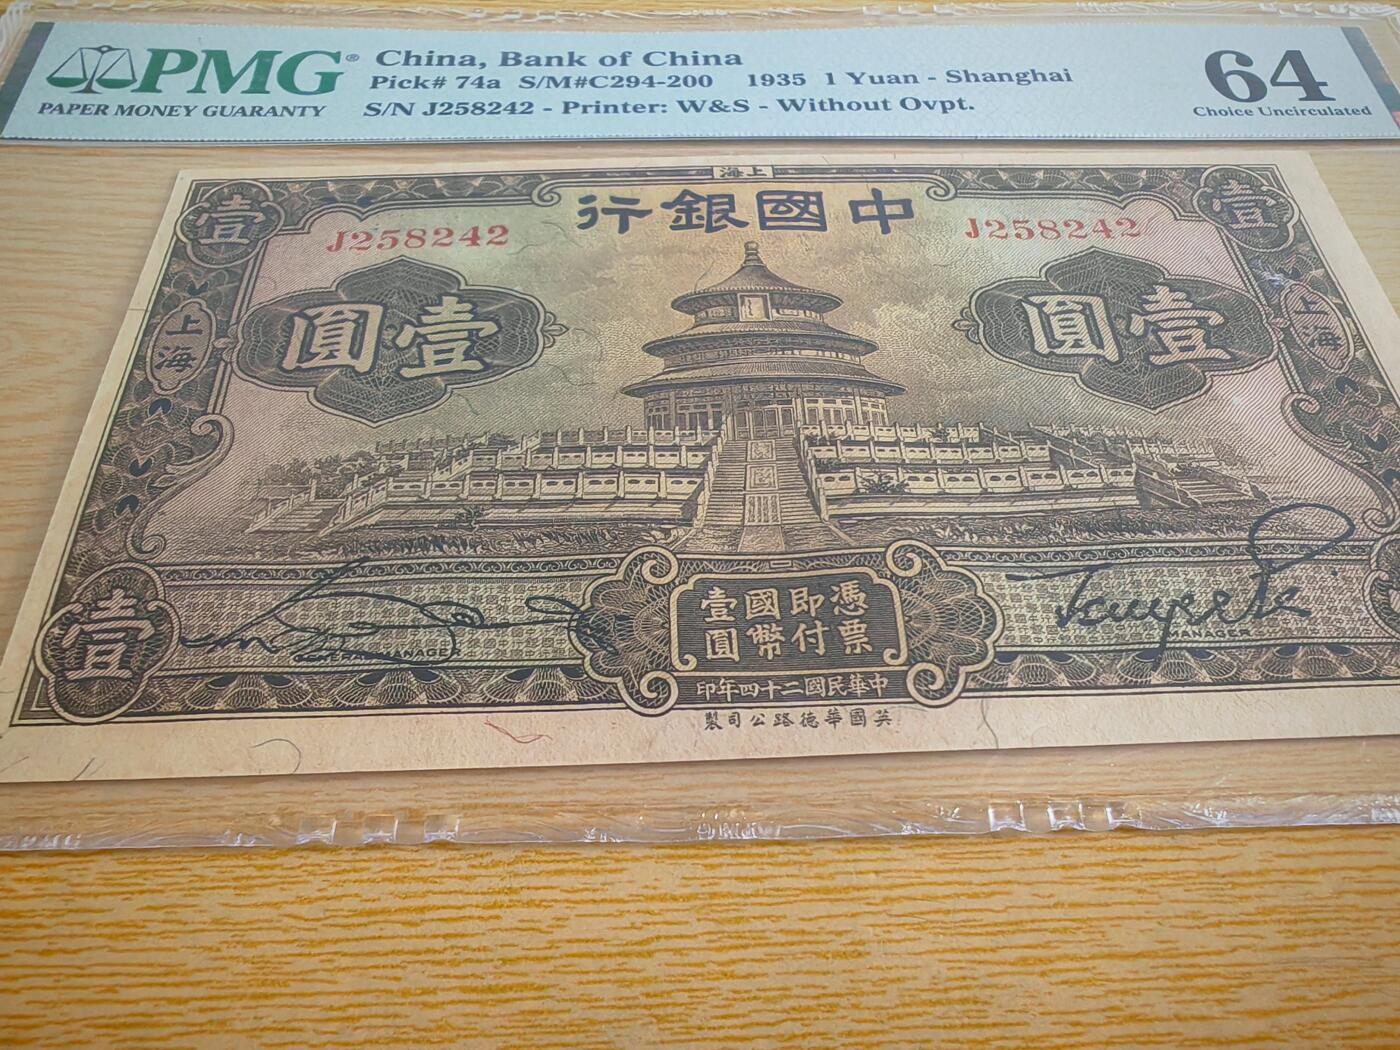 PMG®
PAPER MONEY GUARANTY
China, Bank of China
Pick# 74a S/M#C294-200 1935 1 Yuan - Shanghai
S/N J258242 - Printer: W&S - Without Ovpt.
64
Choice Uncirculated
海上
行銀國中
壹
壹
J258242
J258242
圓壹
圓壹
上海
上海
壹
憑票即付國幣壹圓
GENERAL MANAGER
MANAGER
印年四十二國民華中
製司公路德華國英